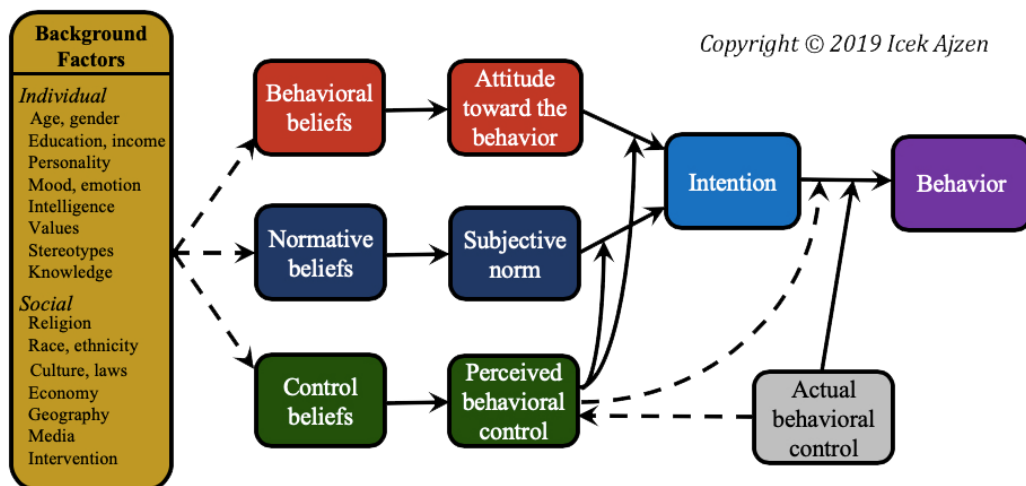 Background
Factors
Individual
Age, gender
Education, income
Personality
Mood, emotion
Intelligence
Values
Stereotypes
Knowledge
Social
Religion
Race, ethnicity
Culture, laws
Economy
Geography
Media
Intervention
Copyright © 2019 Icek Ajzen
Behavioral
beliefs
Attitude
toward the
behavior
Normative
beliefs
Subjective
norm
Control
beliefs
Perceived
behavioral
control
Intention
Behavior
Actual
behavioral
control